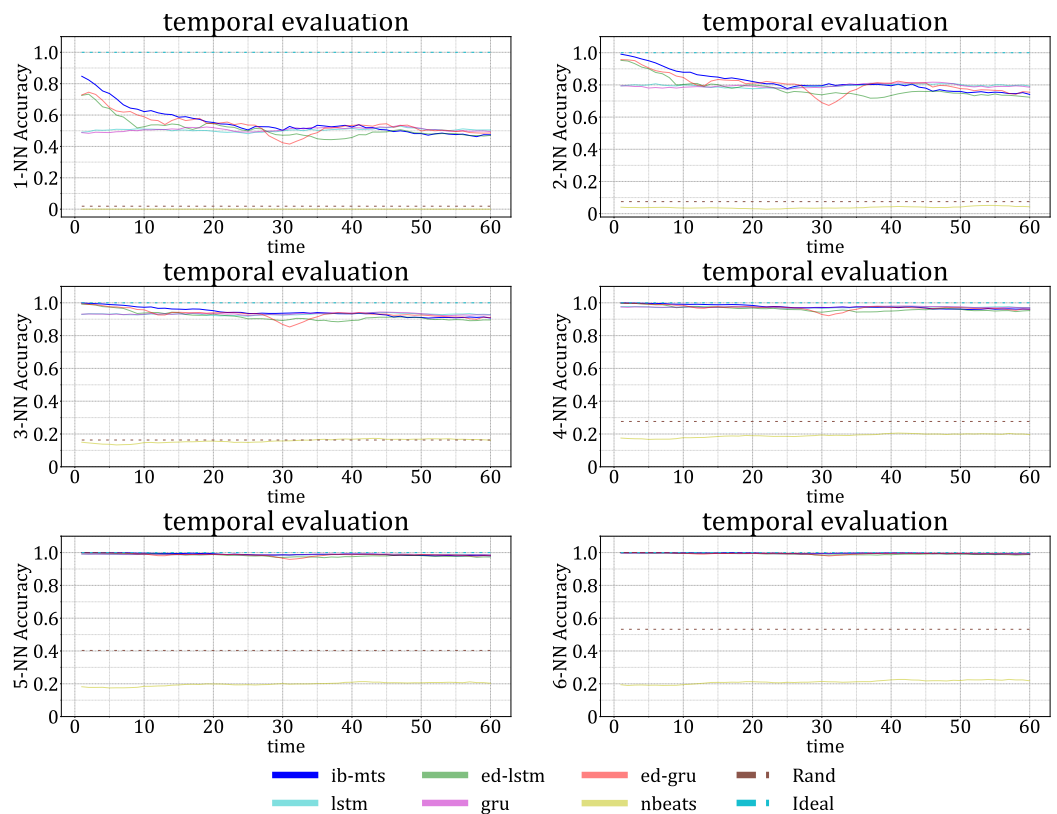 temporal evaluation
1-NN Accuracy
1.0
0.8
0.6
0.4
0.2
0
0 10 20 30 40 50 60
time
temporal evaluation
2-NN Accuracy
1.0
0.8
0.6
0.4
0.2
0
0 10 20 30 40 50 60
time
temporal evaluation
3-NN Accuracy
1.0
0.8
0.6
0.4
0.2
0
0 10 20 30 40 50 60
time
temporal evaluation
4-NN Accuracy
1.0
0.8
0.6
0.4
0.2
0
0 10 20 30 40 50 60
time
temporal evaluation
5-NN Accuracy
1.0
0.8
0.6
0.4
0.2
0
0 10 20 30 40 50 60
time
temporal evaluation
6-NN Accuracy
1.0
0.8
0.6
0.4
0.2
0
0 10 20 30 40 50 60
time
ib-mts ed-lstm ed-gru Rand
lstm gru nbeats Ideal